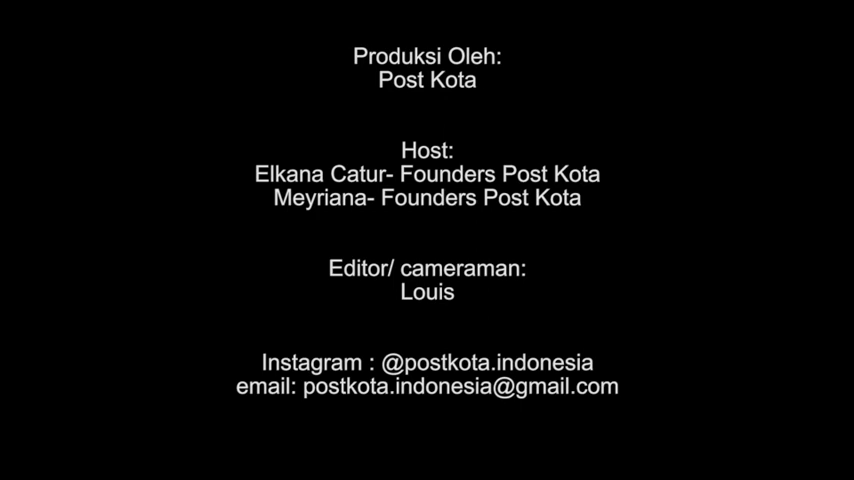 Produksi Oleh:
Post Kota
Host:
Elkana Catur- Founders Post Kota
Meyriana- Founders Post Kota
Editor/ cameraman:
Louis
Instagram : @postkota.indonesia
email: postkota.indonesia@gmail.com